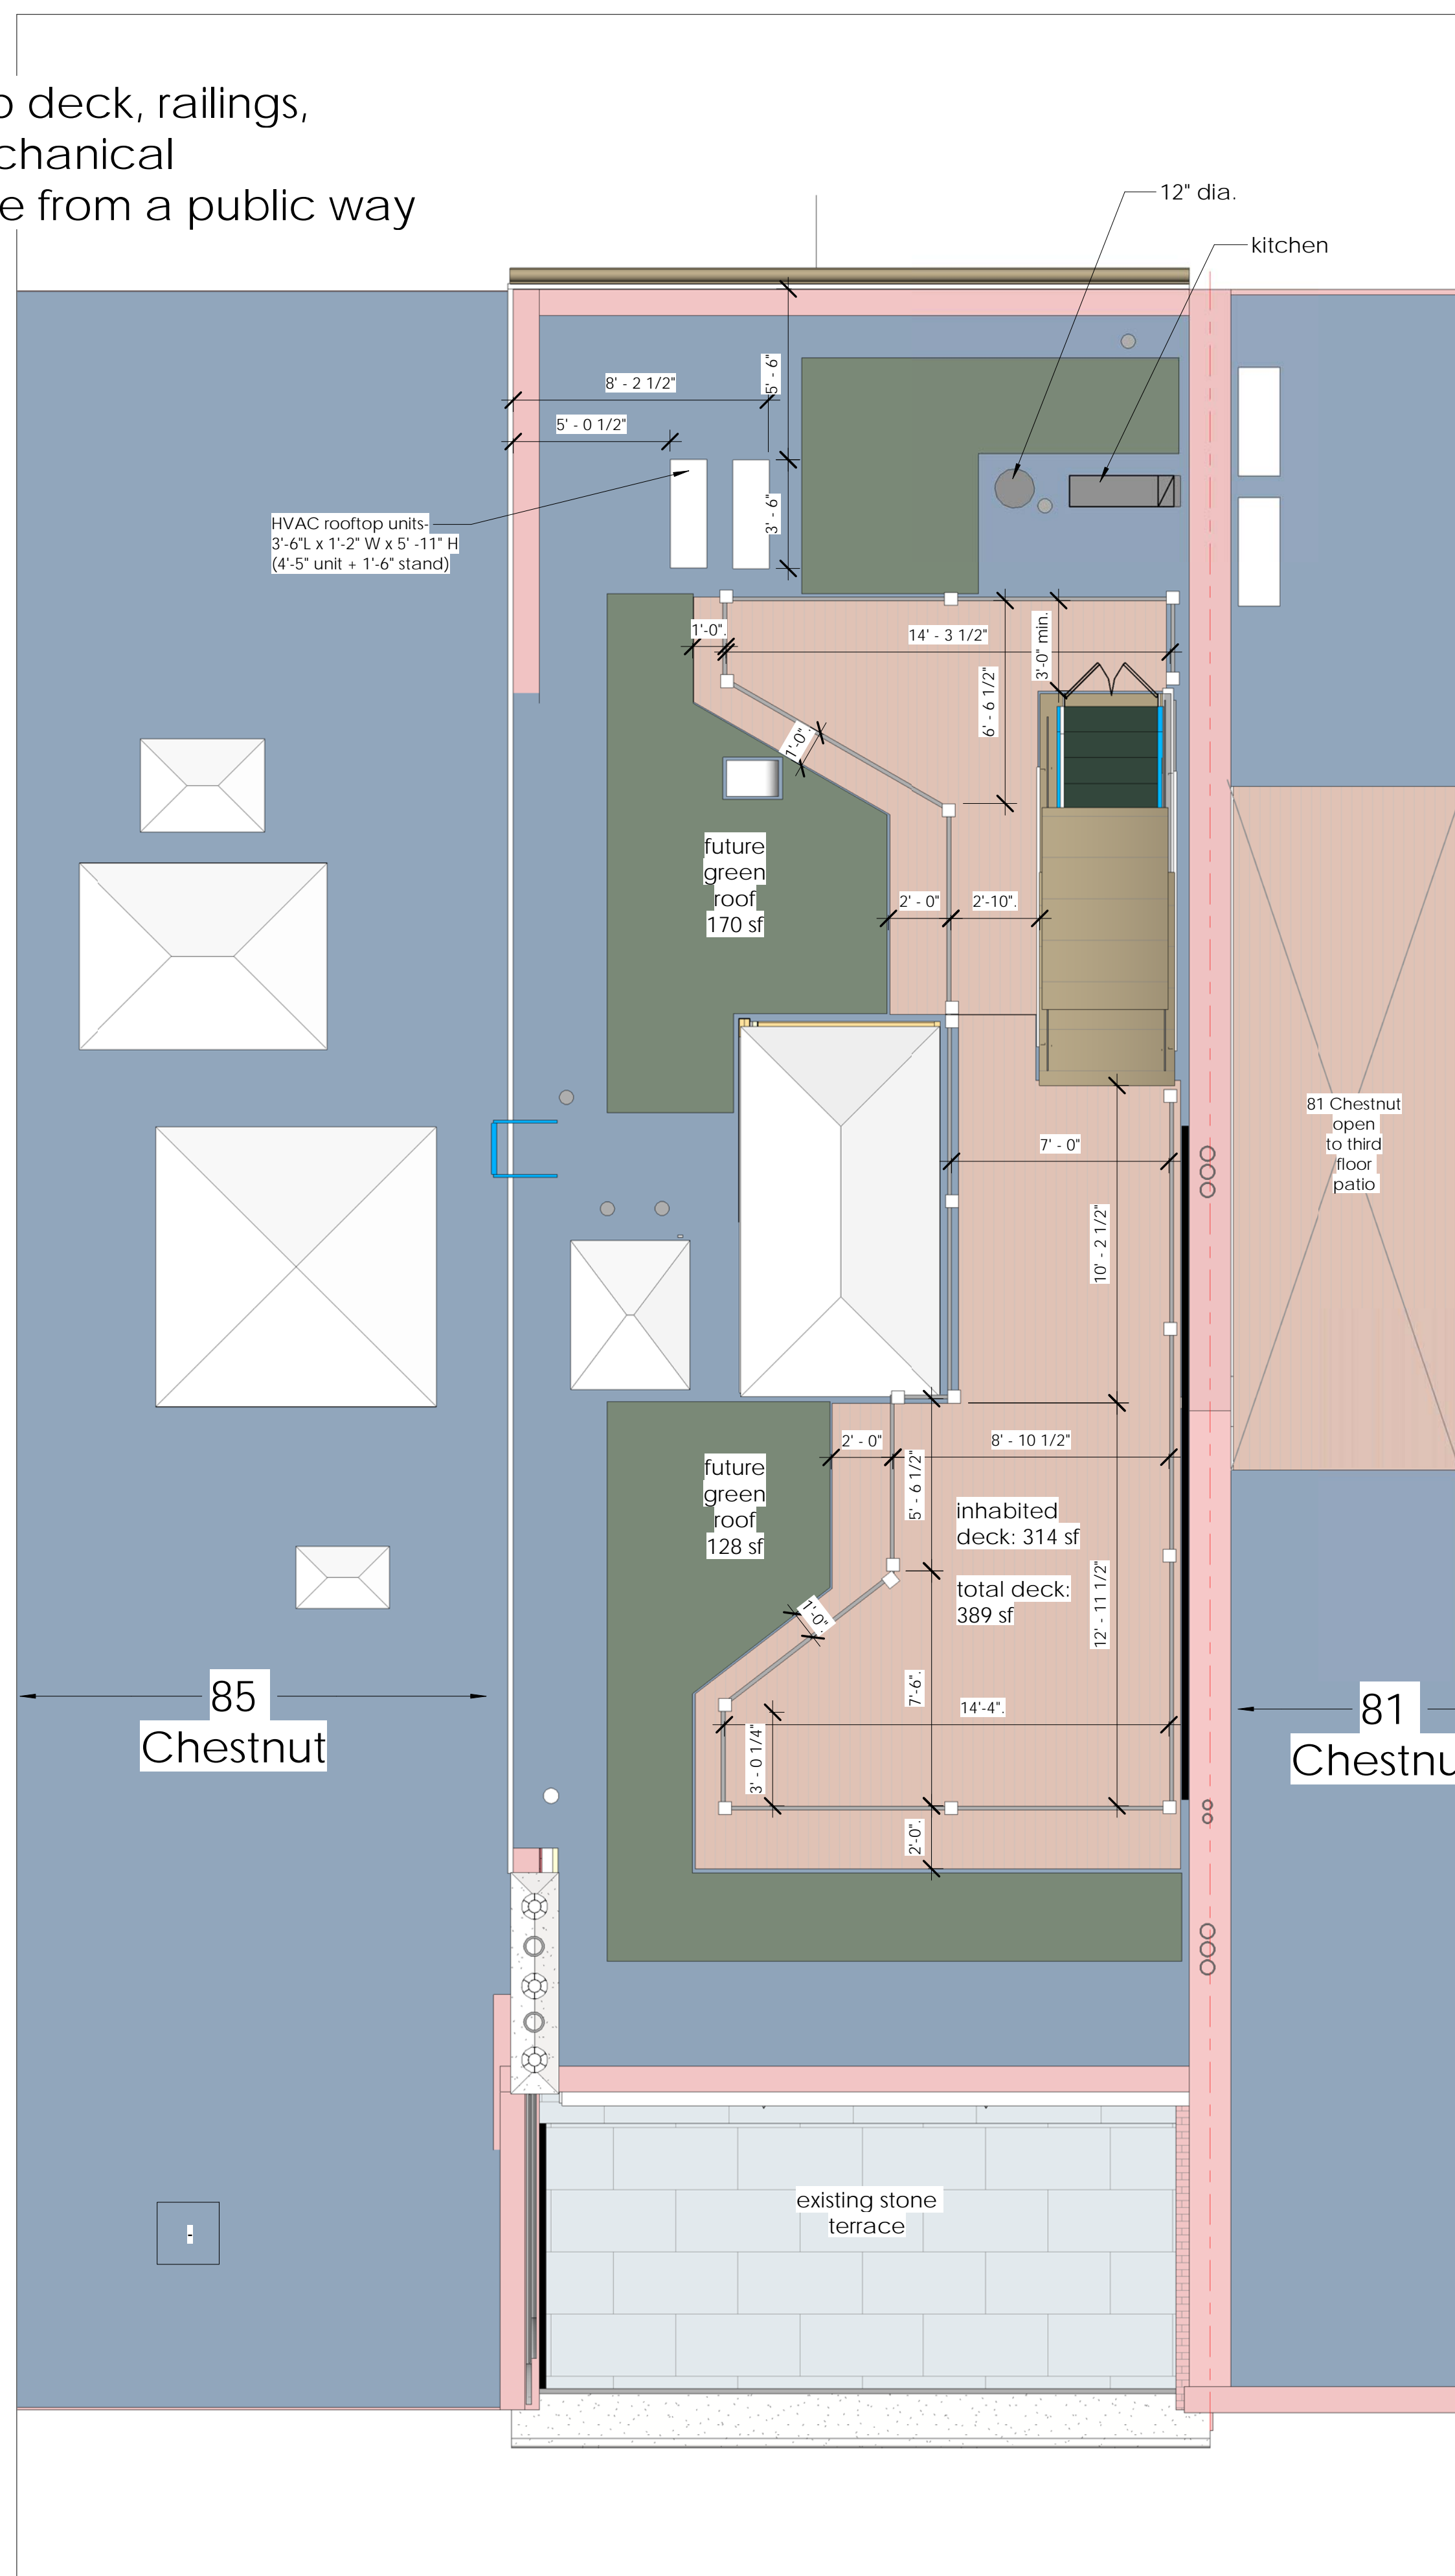 o deck, railings,
chanical
e from a public way
12" dia.
kitchen
5' - 6"
8' - 2 1/2"
5' - 0 1/2"
3' - 6"
HVAC rooftop units-
3'-6"L x 1'-2" W x 5' -11" H
(4'-5" unit + 1'-6" stand)
1'-0".
14' - 3 1/2"
3'-0" min.
6' - 6 1/2"
1'-0".
future
green
roof
170 sf
2' - 0"
2'-10".
81 Chestnut
open
to third
floor
patio
7' - 0"
10' - 2 1/2"
2' - 0"
8' - 10 1/2"
5' - 6 1/2"
future
green
roof
128 sf
inhabited
deck: 314 sf
total deck:
389 sf
12' - 11 1/2"
1'-0".
7'-6".
14'-4".
3' - 0 1/4"
2'-0".
85
Chestnut
81
Chestnu
existing stone
terrace
-